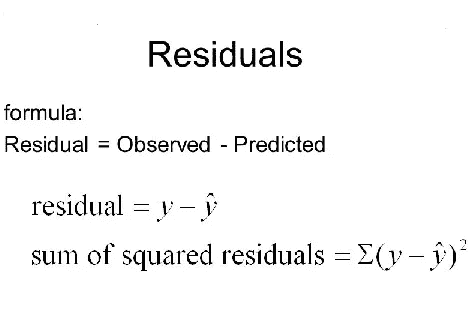 Residuals
formula:
Residual = Observed - Predicted
residual = y − ŷ
sum of squared residuals = Σ(y − ŷ)²